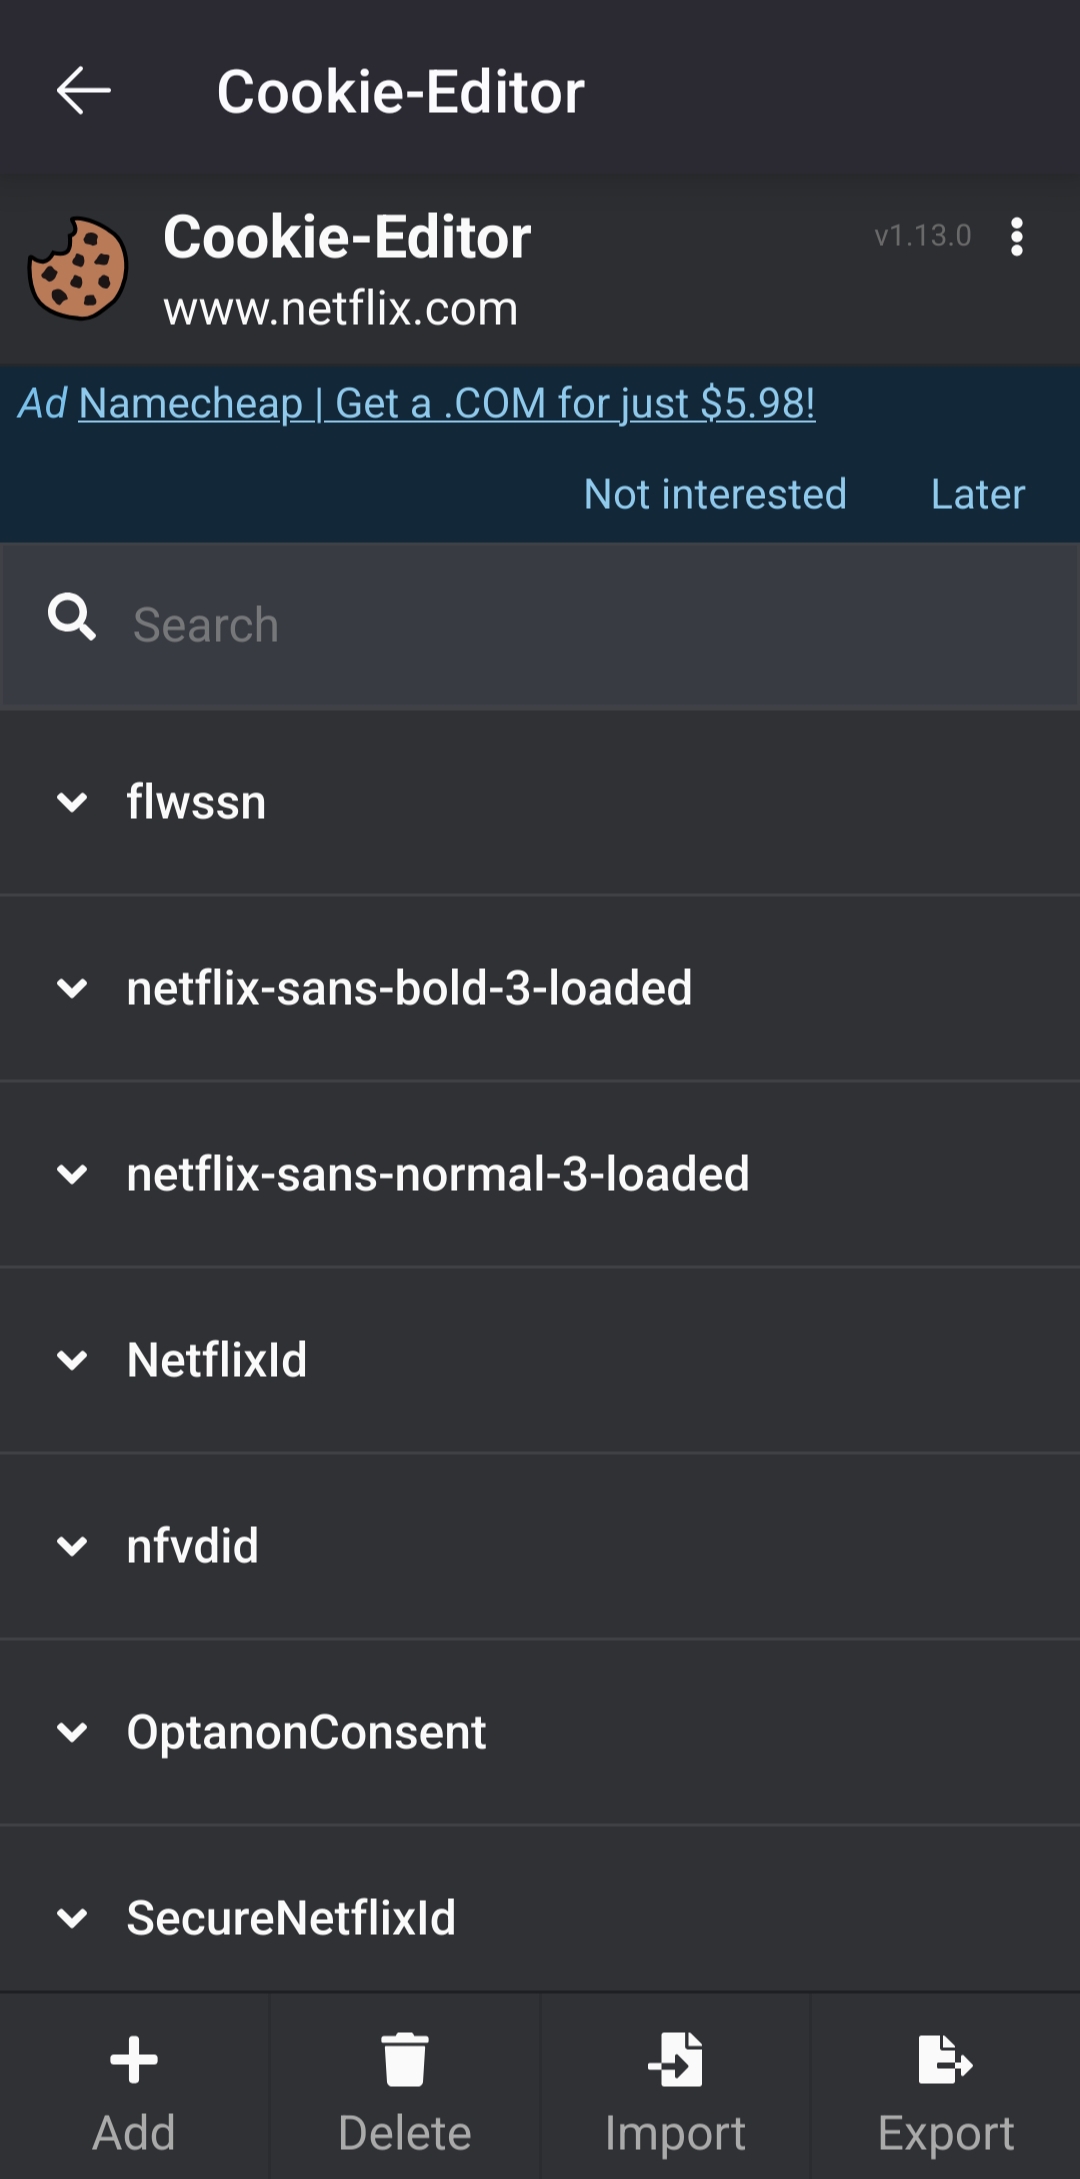 Cookie-Editor
Cookie-Editor
v1.13.0
www.netflix.com
Ad Namecheap | Get a .COM for just $5.98!
Not interested Later
Search
flwssn
netflix-sans-bold-3-loaded
netflix-sans-normal-3-loaded
NetflixId
nfvdid
OptanonConsent
SecureNetflixId
Add Delete Import Export